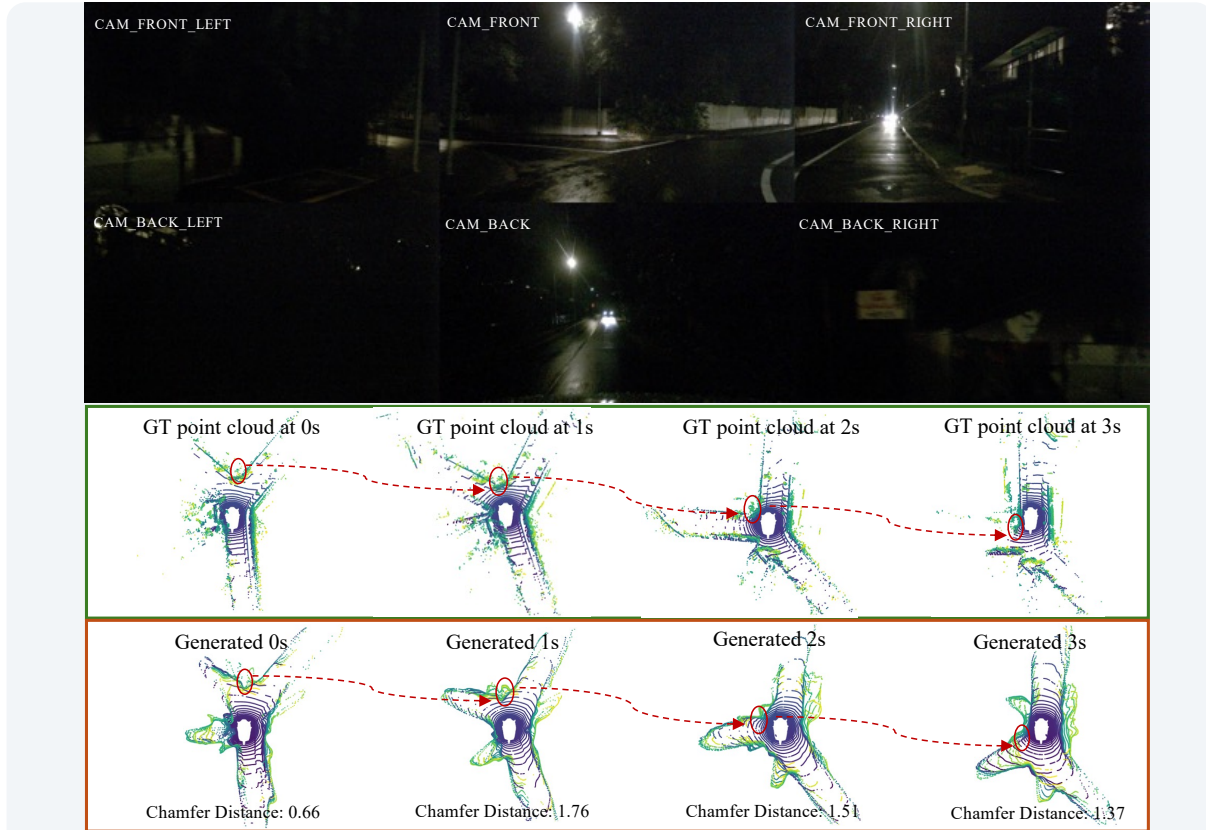 CAM_FRONT_LEFT
CAM_FRONT
CAM_FRONT_RIGHT
CAM_BACK_LEFT
CAM_BACK
CAM_BACK_RIGHT
GT point cloud at 0s
GT point cloud at 1s
GT point cloud at 2s
GT point cloud at 3s
Generated 0s
Generated 1s
Generated 2s
Generated 3s
Chamfer Distance: 0.66
Chamfer Distance: 1.76
Chamfer Distance: 1.51
Chamfer Distance: 1.37